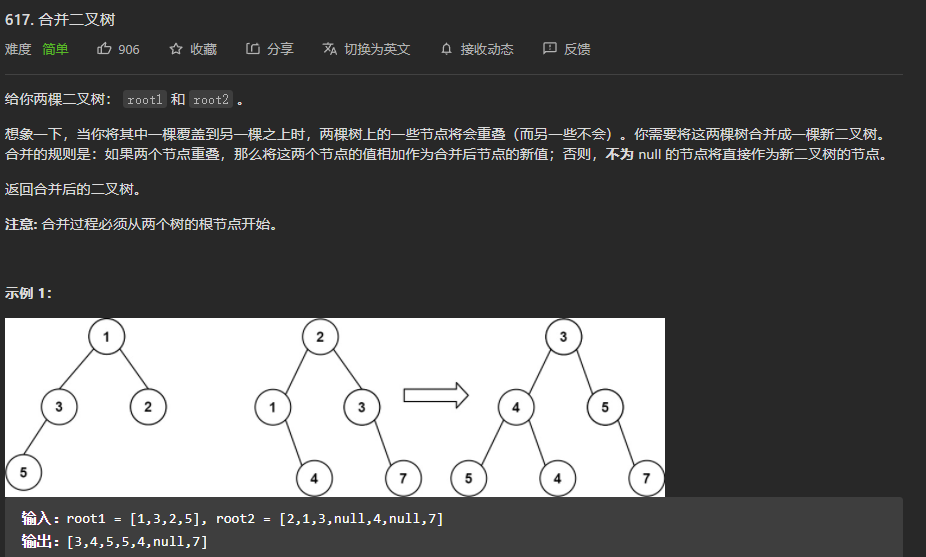 617. 合并二叉树
难度 简单 906 收藏 分享 切换为英文 接收动态 反馈
给你两棵二叉树： root1 和 root2 。
想象一下，当你将其中一棵覆盖到另一棵之上时，两棵树上的一些节点将会重叠（而另一些不会）。你需要将这两棵树合并成一棵新二叉树。
合并的规则是：如果两个节点重叠，那么将这两个节点的值相加作为合并后节点的新值；否则，不为 null 的节点将直接作为新二叉树的节点。
返回合并后的二叉树。
注意: 合并过程必须从两个树的根节点开始。
示例 1：
1 2 3
3 2 1 3 4 5
5 4 7 5 4 7
输入：root1 = [1,3,2,5], root2 = [2,1,3,null,4,null,7]
输出：[3,4,5,5,4,null,7]